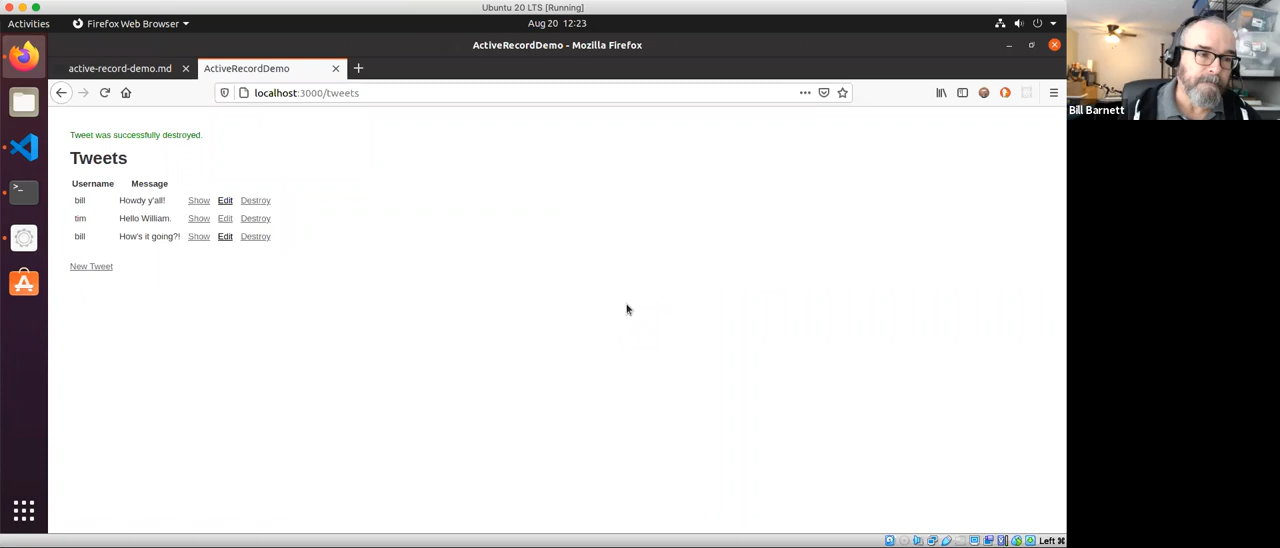 Ubuntu 20 LTS [Running]
Activities Firefox Web Browser Aug 20 12:23
ActiveRecordDemo - Mozilla Firefox
active-record-demo.md ActiveRecordDemo
localhost:3000/tweets
Bill Barnett
Tweet was successfully destroyed.
Tweets
Username Message
bill Howdy y'all! Show Edit Destroy
tim Hello William. Show Edit Destroy
bill How's it going?! Show Edit Destroy
New Tweet
Left ⌘